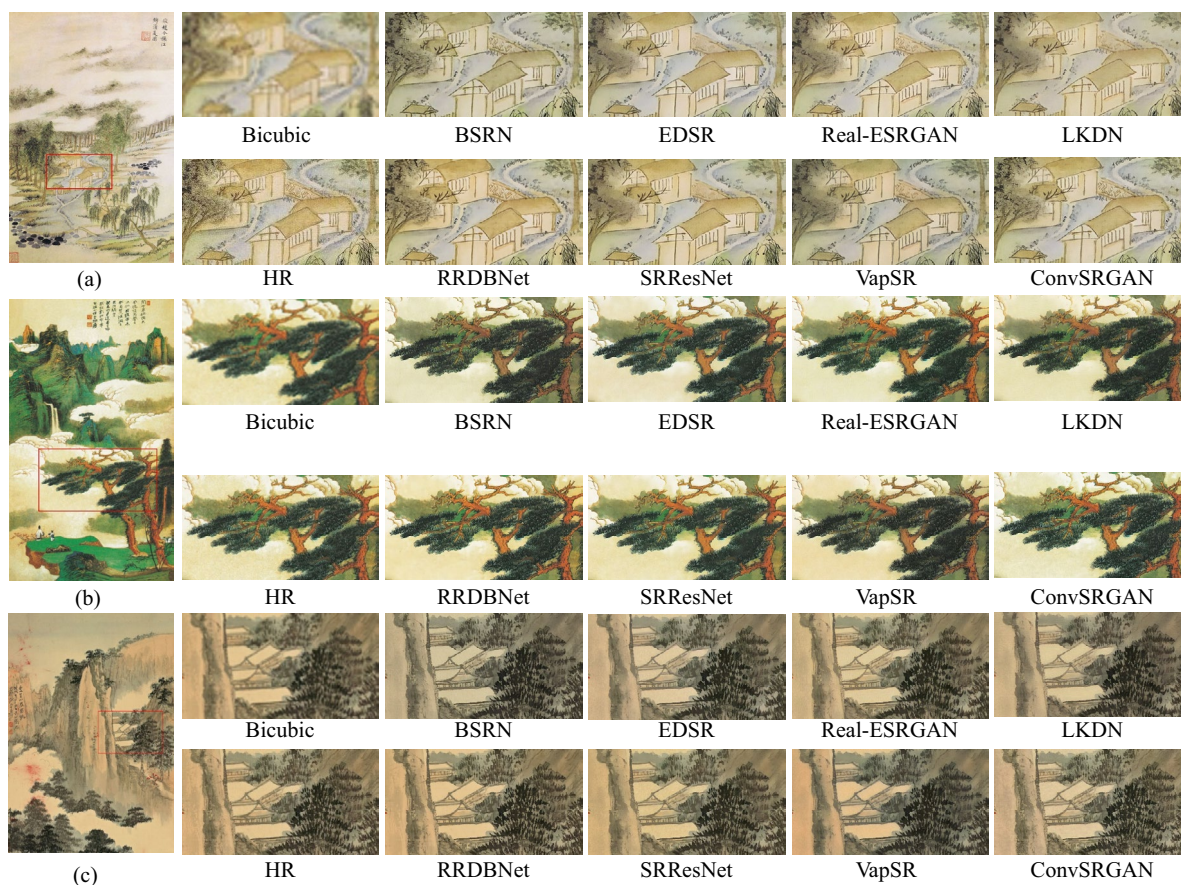 Bicubic BSRN EDSR Real-ESRGAN LKDN
HR RRDBNet SRResNet VapSR ConvSRGAN
(a)
Bicubic BSRN EDSR Real-ESRGAN LKDN
HR RRDBNet SRResNet VapSR ConvSRGAN
(b)
Bicubic BSRN EDSR Real-ESRGAN LKDN
HR RRDBNet SRResNet VapSR ConvSRGAN
(c)